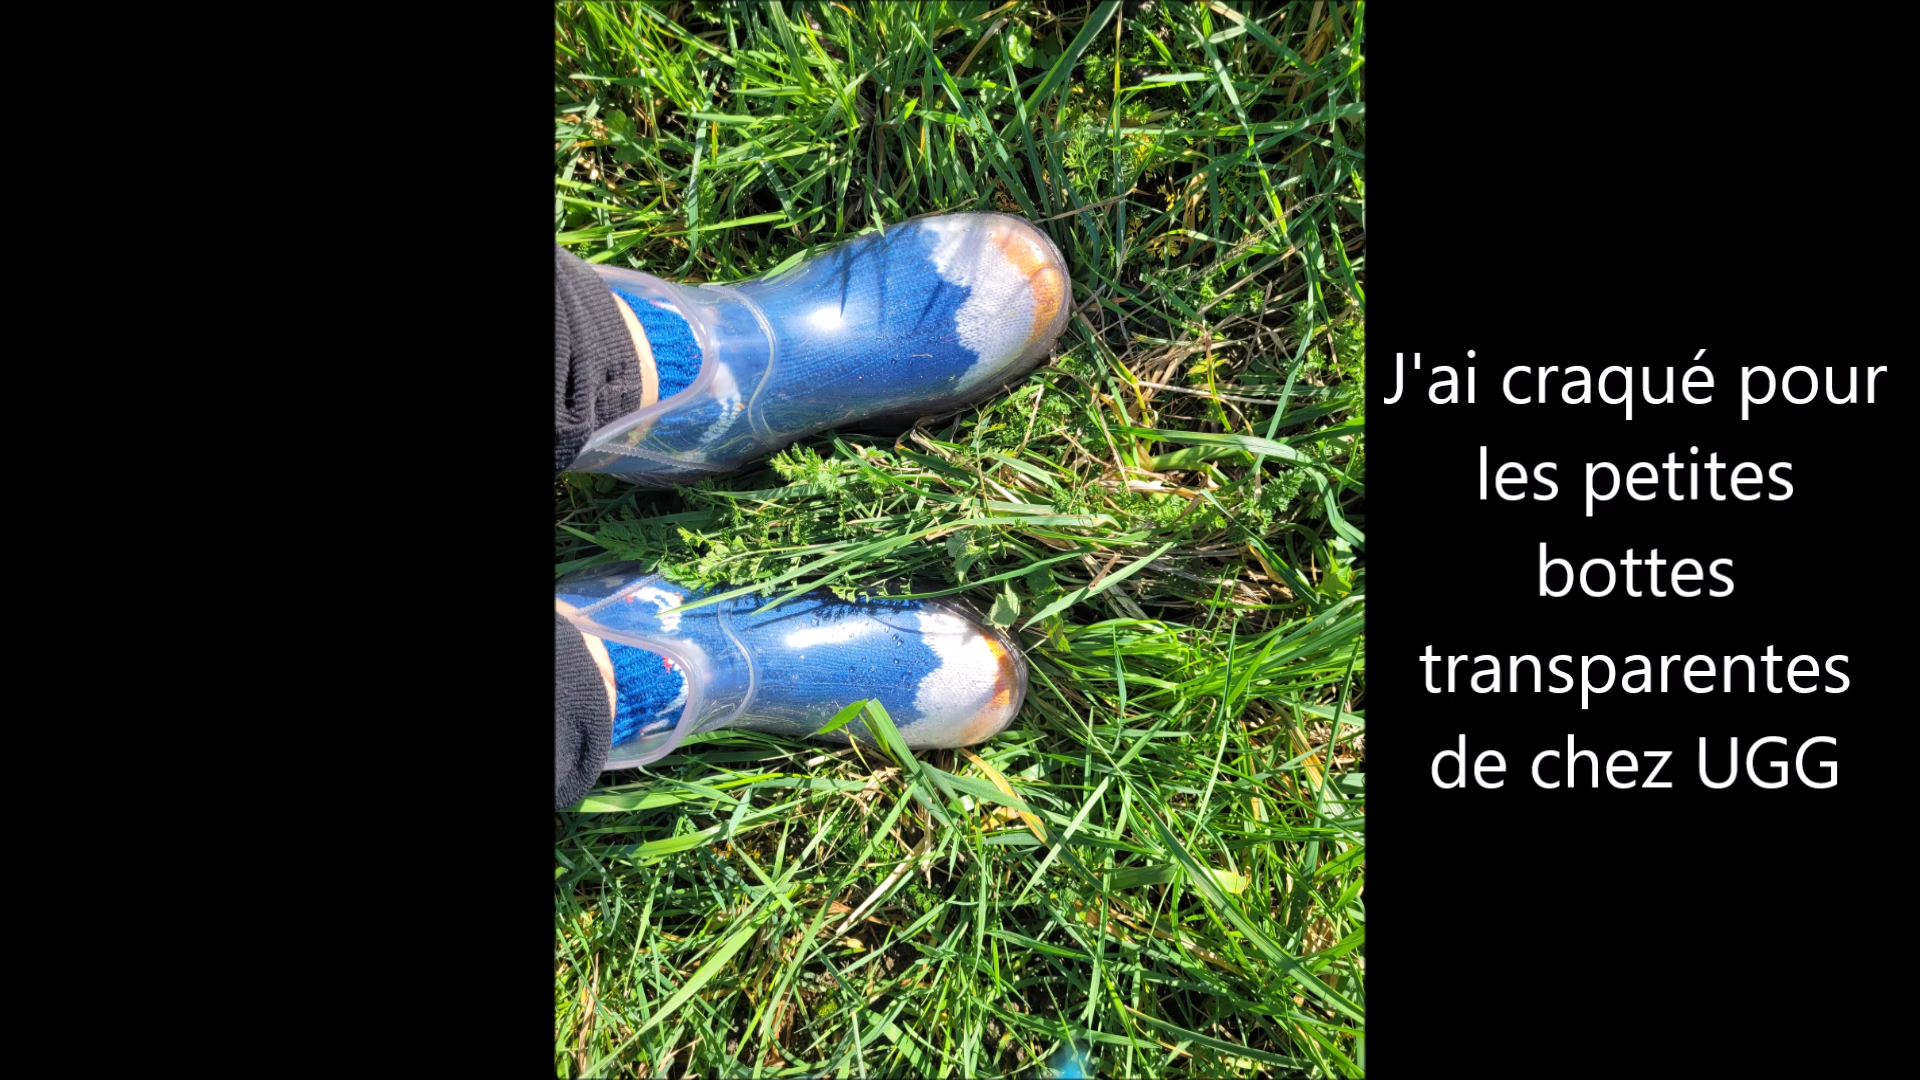 J'ai craqué pour
les petites
bottes
transparentes
de chez UGG